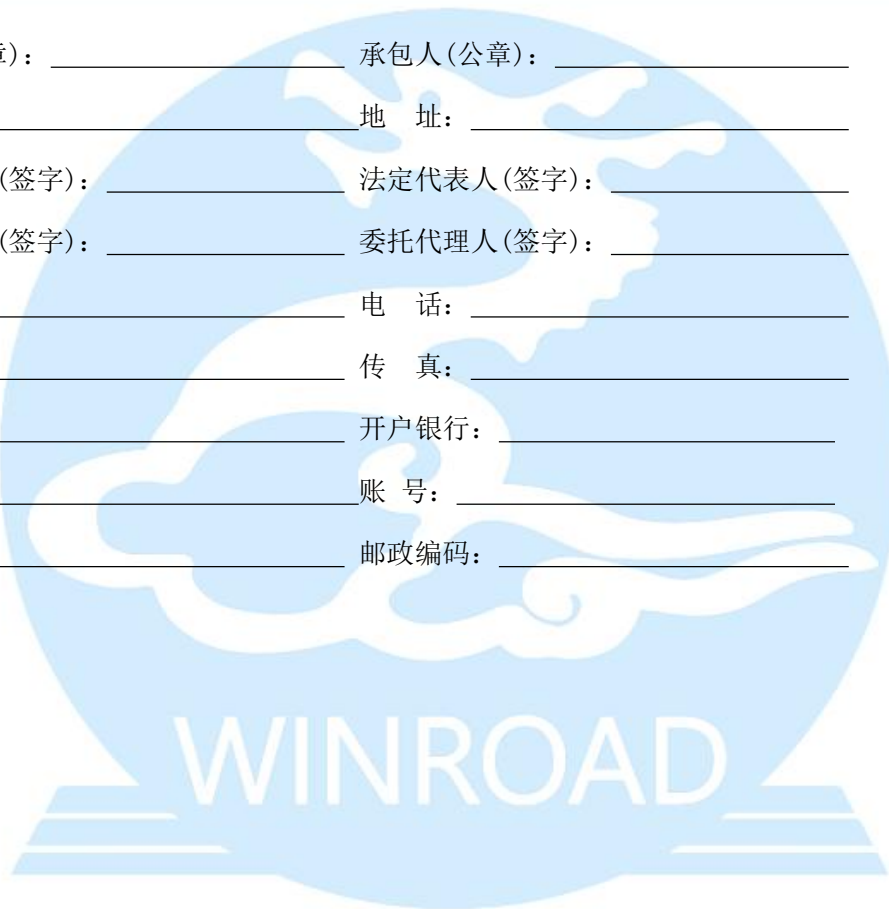 章): 承包人(公章):
地 址:
(签字): 法定代表人(签字):
(签字): 委托代理人(签字):
电 话:
传 真:
开户银行:
账 号:
邮政编码:
WINROAD